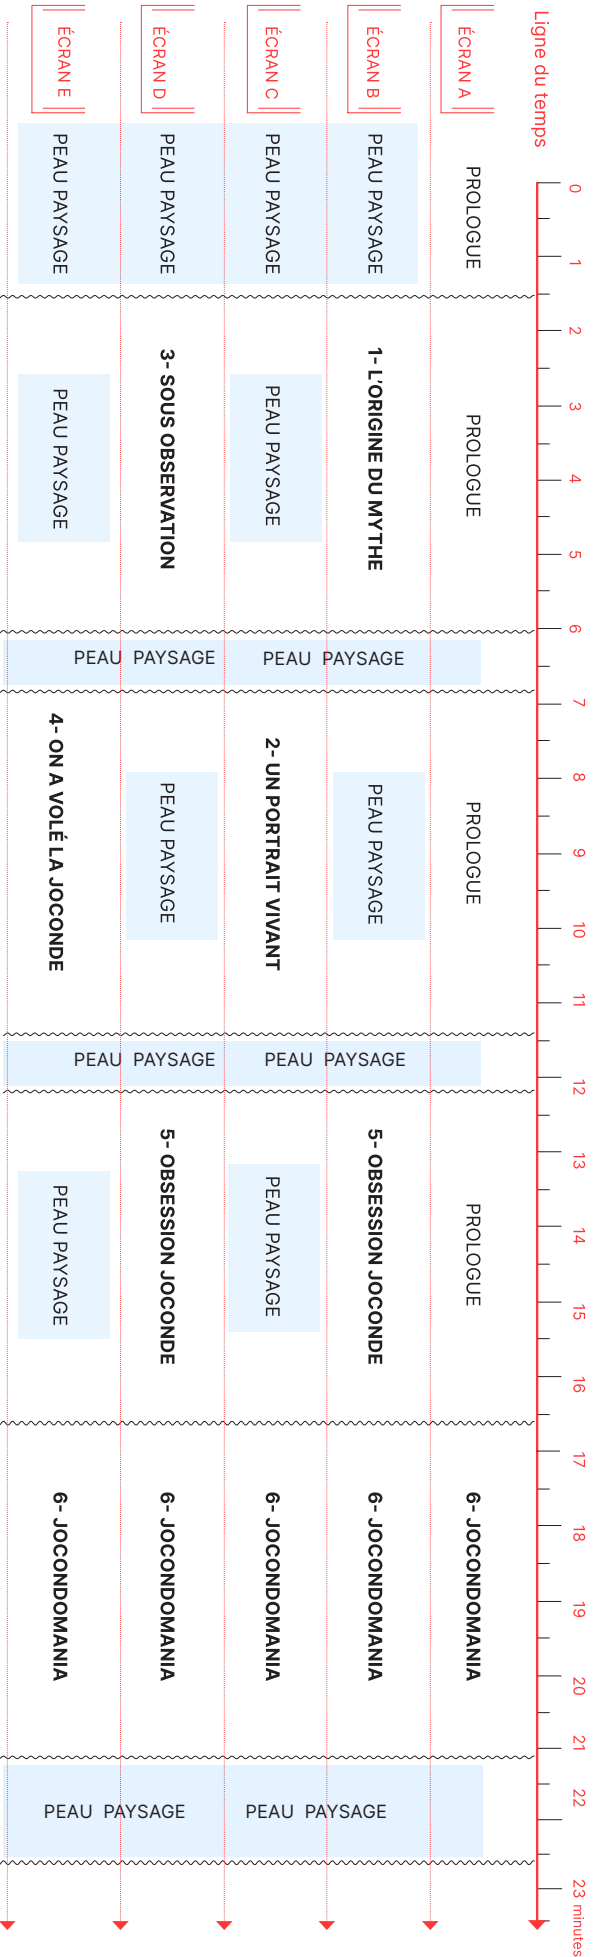 Ligne du temps
0
1
2
3
4
5
6
7
8
9
10
11
12
13
14
15
16
17
18
19
20
21
22
23 minutes
ÉCRAN A
PROLOGUE
PROLOGUE
PROLOGUE
PROLOGUE
6- JOCONDOMANIA
ÉCRAN B
PEAU PAYSAGE
1- L'ORIGINE DU MYTHE
PEAU PAYSAGE
5- OBSESSION JOCONDE
6- JOCONDOMANIA
ÉCRAN C
PEAU PAYSAGE
PEAU PAYSAGE
2- UN PORTRAIT VIVANT
PEAU PAYSAGE
6- JOCONDOMANIA
ÉCRAN D
PEAU PAYSAGE
3- SOUS OBSERVATION
PEAU PAYSAGE
5- OBSESSION JOCONDE
6- JOCONDOMANIA
ÉCRAN E
PEAU PAYSAGE
PEAU PAYSAGE
4- ON A VOLÉ LA JOCONDE
PEAU PAYSAGE
6- JOCONDOMANIA
PEAU PAYSAGE PEAU PAYSAGE
PEAU PAYSAGE PEAU PAYSAGE
PEAU PAYSAGE PEAU PAYSAGE